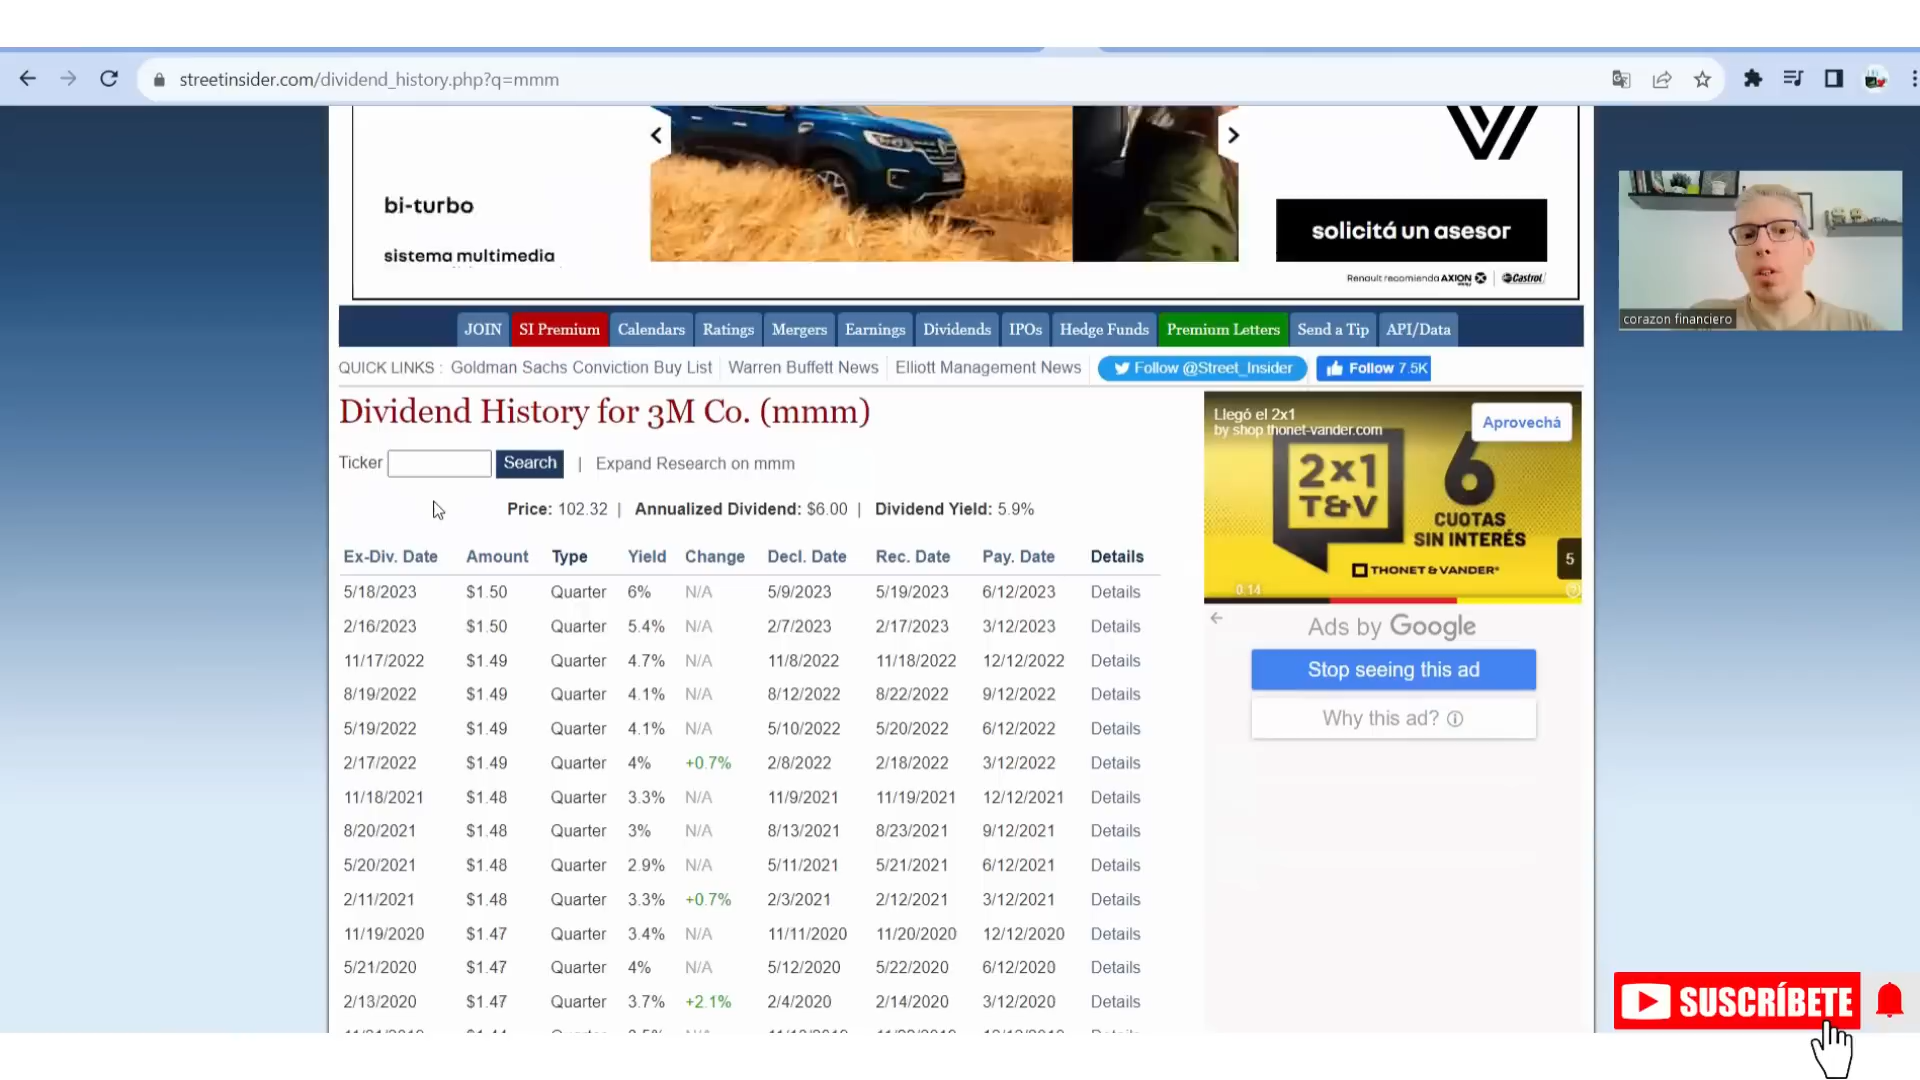 streetinsider.com/dividend_history.php?q=mmm
bi-turbo
sistema multimedia
solicitá un asesor
Renault recomienda AXION Castrol
corazon financiero
JOIN SI Premium Calendars Ratings Mergers Earnings Dividends IPOs Hedge Funds Premium Letters Send a Tip API/Data
QUICK LINKS : Goldman Sachs Conviction Buy List Warren Buffett News Elliott Management News Follow @Street_Insider Follow 7.5K
Dividend History for 3M Co. (mmm)
Ticker Search | Expand Research on mmm
Price: 102.32 | Annualized Dividend: $6.00 | Dividend Yield: 5.9%
Ex-Div. Date Amount Type Yield Change Decl. Date Rec. Date Pay. Date Details
5/18/2023 $1.50 Quarter 6% N/A 5/9/2023 5/19/2023 6/12/2023 Details
2/16/2023 $1.50 Quarter 5.4% N/A 2/7/2023 2/17/2023 3/12/2023 Details
11/17/2022 $1.49 Quarter 4.7% N/A 11/8/2022 11/18/2022 12/12/2022 Details
8/19/2022 $1.49 Quarter 4.1% N/A 8/12/2022 8/22/2022 9/12/2022 Details
5/19/2022 $1.49 Quarter 4.1% N/A 5/10/2022 5/20/2022 6/12/2022 Details
2/17/2022 $1.49 Quarter 4% +0.7% 2/8/2022 2/18/2022 3/12/2022 Details
11/18/2021 $1.48 Quarter 3.3% N/A 11/9/2021 11/19/2021 12/12/2021 Details
8/20/2021 $1.48 Quarter 3% N/A 8/13/2021 8/23/2021 9/12/2021 Details
5/20/2021 $1.48 Quarter 2.9% N/A 5/11/2021 5/21/2021 6/12/2021 Details
2/11/2021 $1.48 Quarter 3.3% +0.7% 2/3/2021 2/12/2021 3/12/2021 Details
11/19/2020 $1.47 Quarter 3.4% N/A 11/11/2020 11/20/2020 12/12/2020 Details
5/21/2020 $1.47 Quarter 4% N/A 5/12/2020 5/22/2020 6/12/2020 Details
2/13/2020 $1.47 Quarter 3.7% +2.1% 2/4/2020 2/14/2020 3/12/2020 Details
Llegó el 2x1
by shop thonet-vander.com
Aprovechá
2x1
T&V
6
CUOTAS
SIN INTERÉS
5
THONET & VANDER®
0:14
Ads by Google
Stop seeing this ad
Why this ad?
SUSCRÍBETE